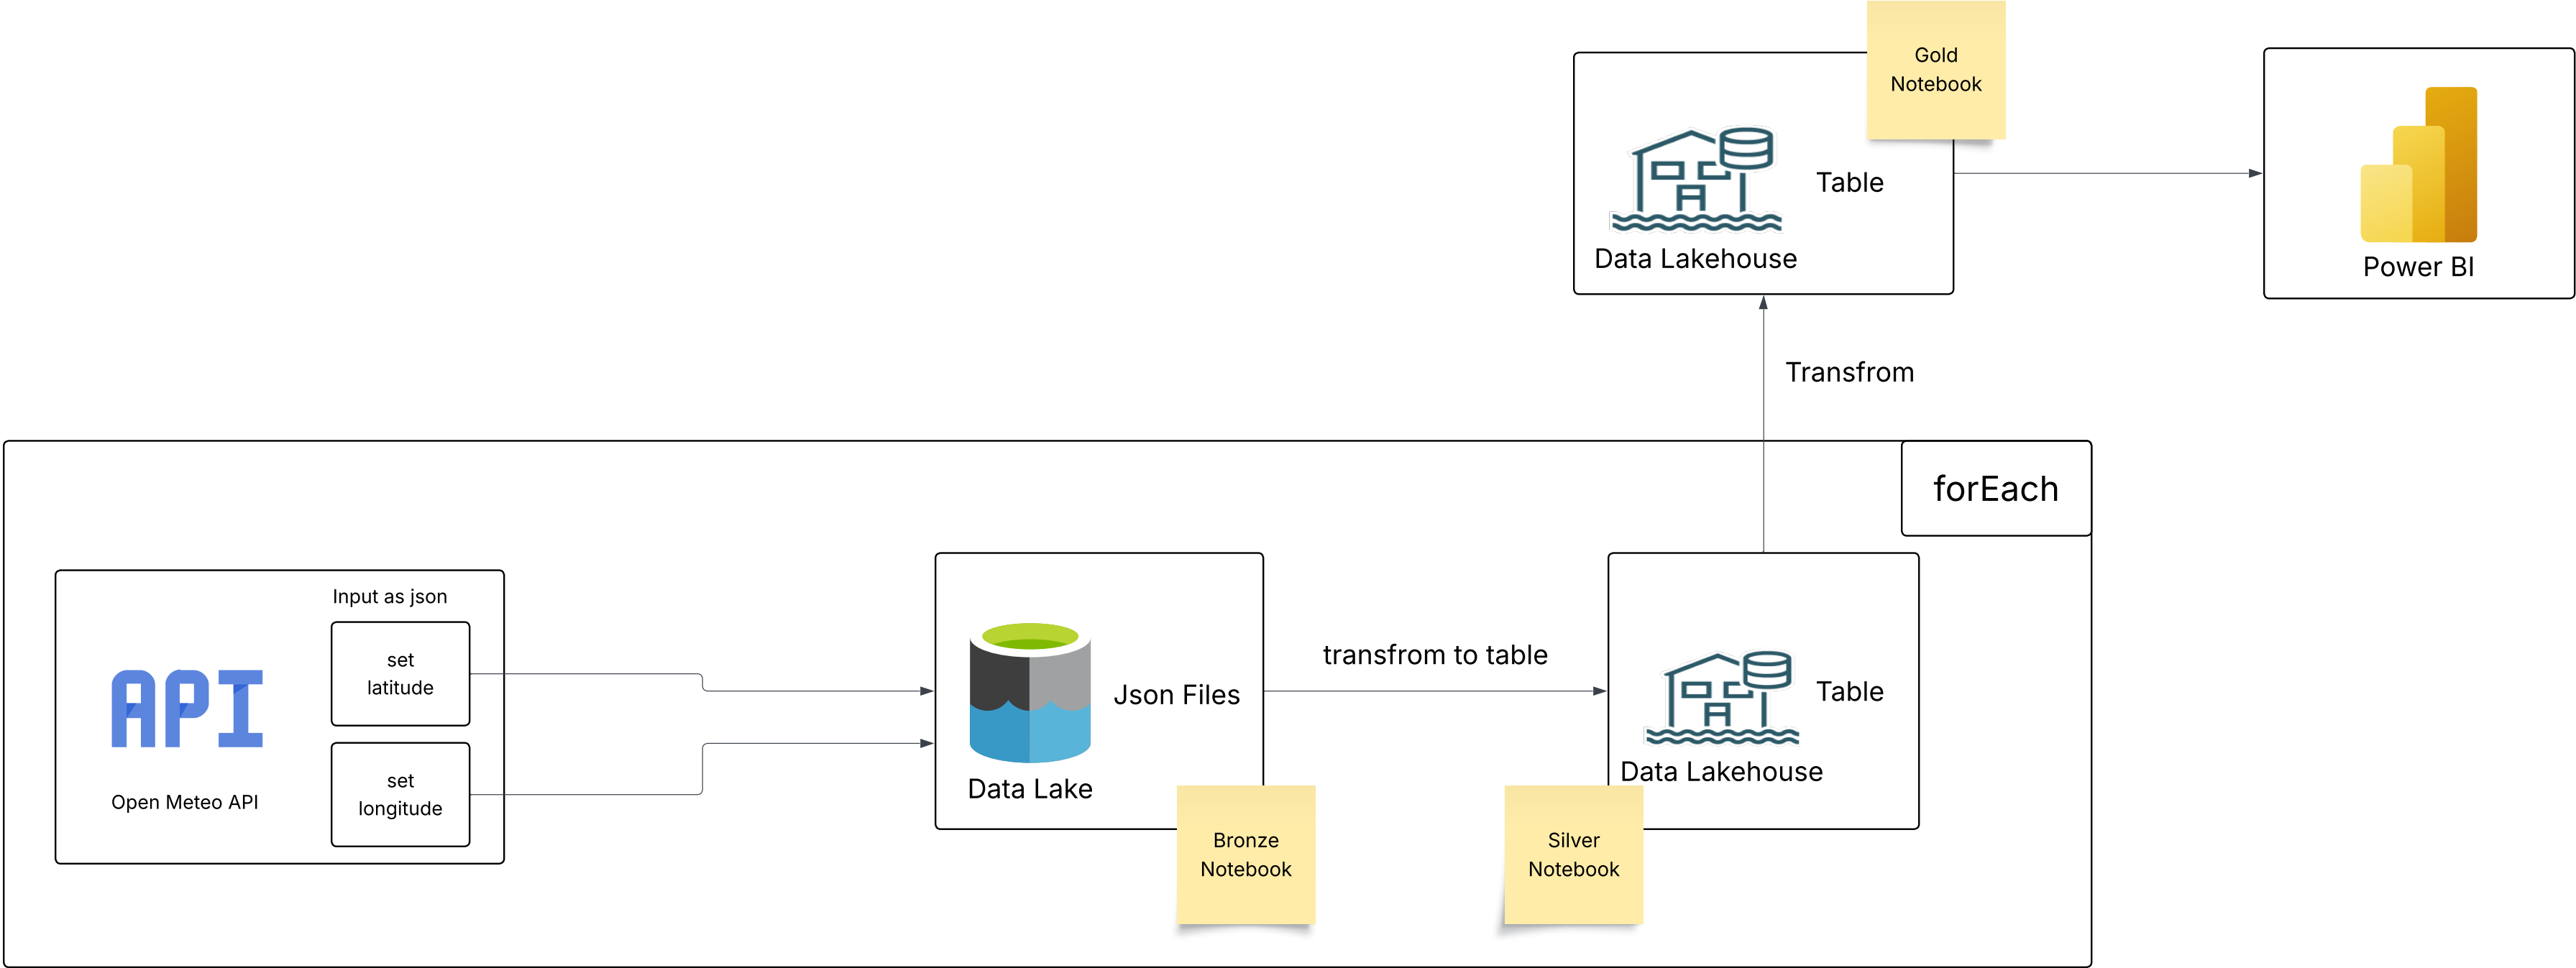 Gold
Notebook
Table
Data Lakehouse
Power BI
Transfrom
forEach
Input as json
set
latitude
API
set
longitude
Open Meteo API
Json Files
Data Lake
transfrom to table
Table
Data Lakehouse
Bronze
Notebook
Silver
Notebook